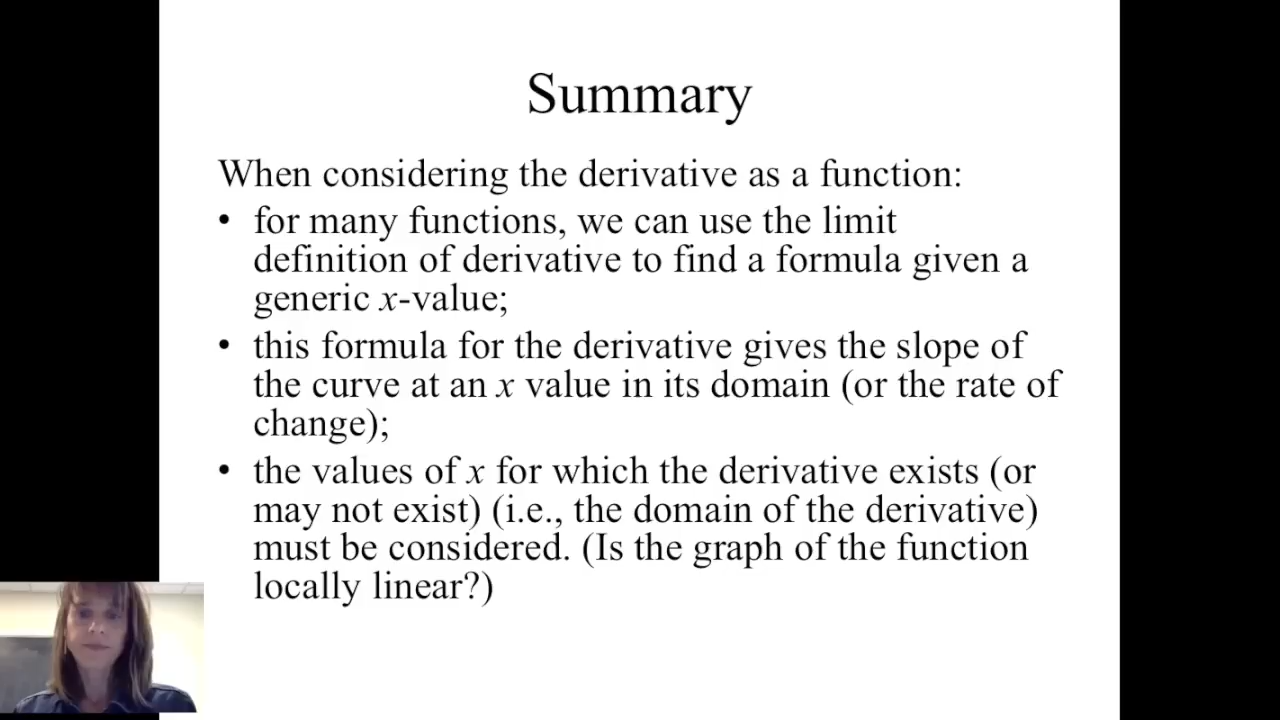 Summary
When considering the derivative as a function:
• for many functions, we can use the limit
definition of derivative to find a formula given a
generic x-value;
• this formula for the derivative gives the slope of
the curve at an x value in its domain (or the rate of
change);
• the values of x for which the derivative exists (or
may not exist) (i.e., the domain of the derivative)
must be considered. (Is the graph of the function
locally linear?)